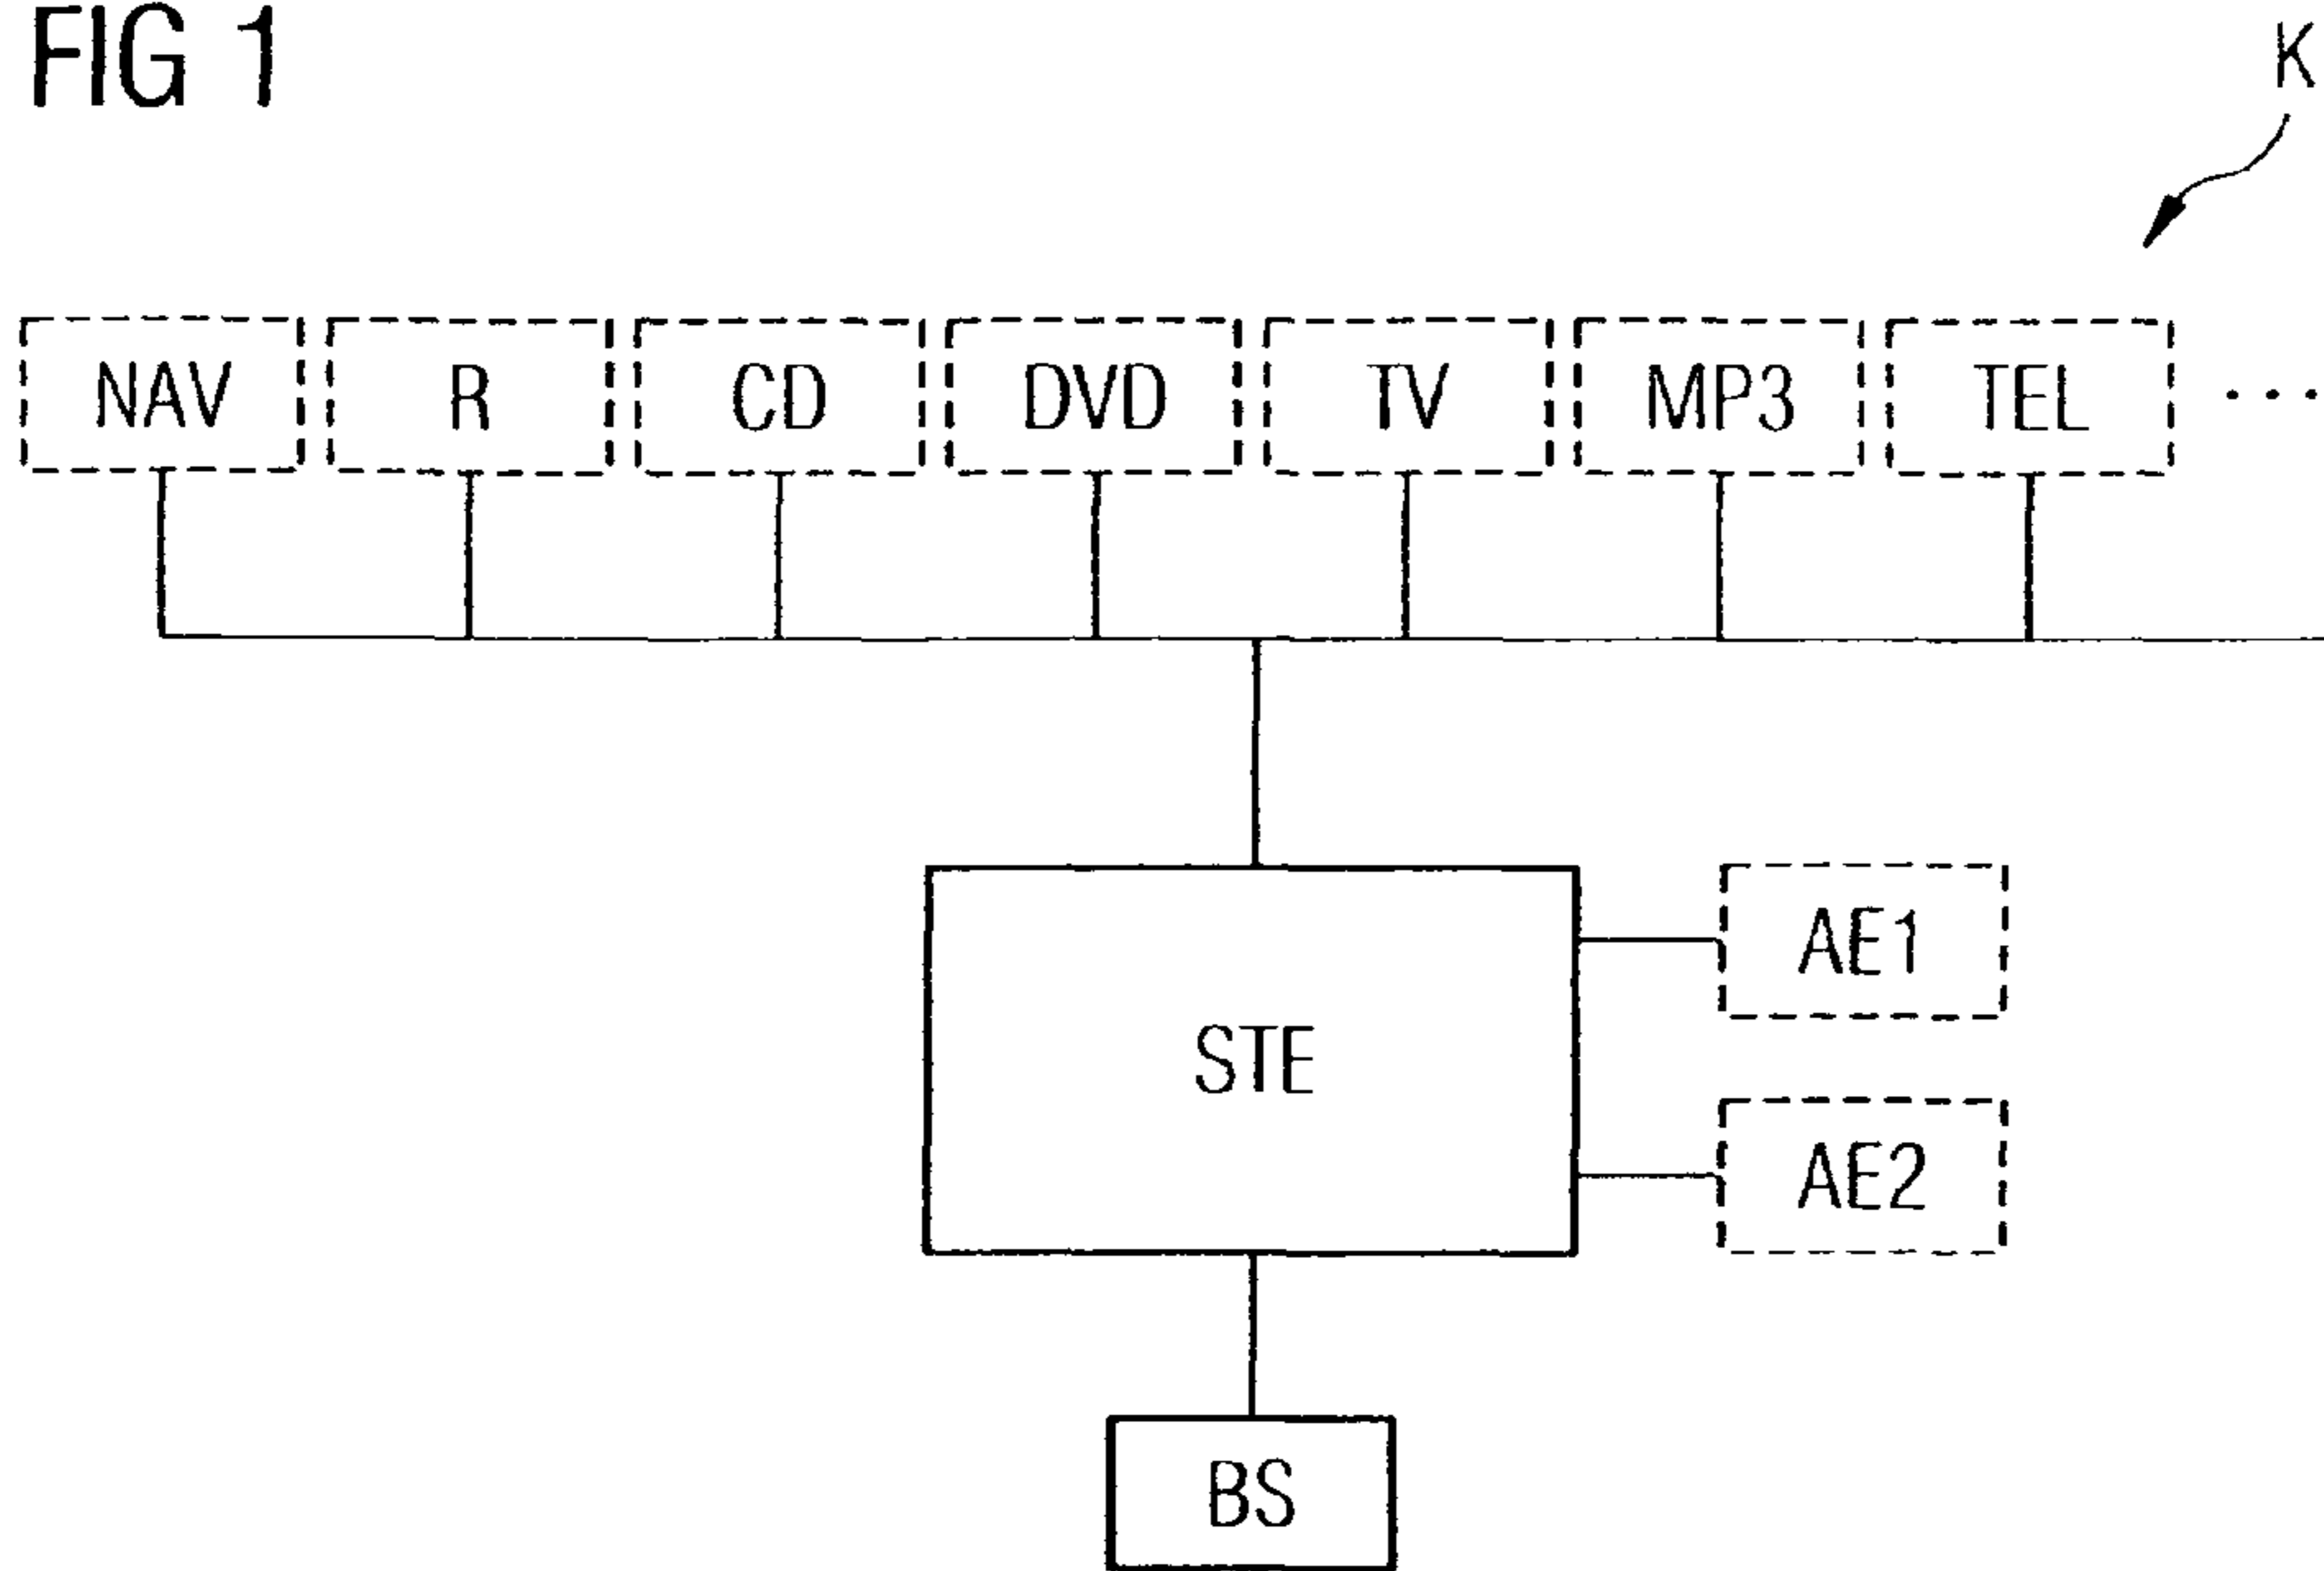 FIG 1
K
NAV R CD DVD TV MP3 TEL ...
AE1
STE
AE2
BS